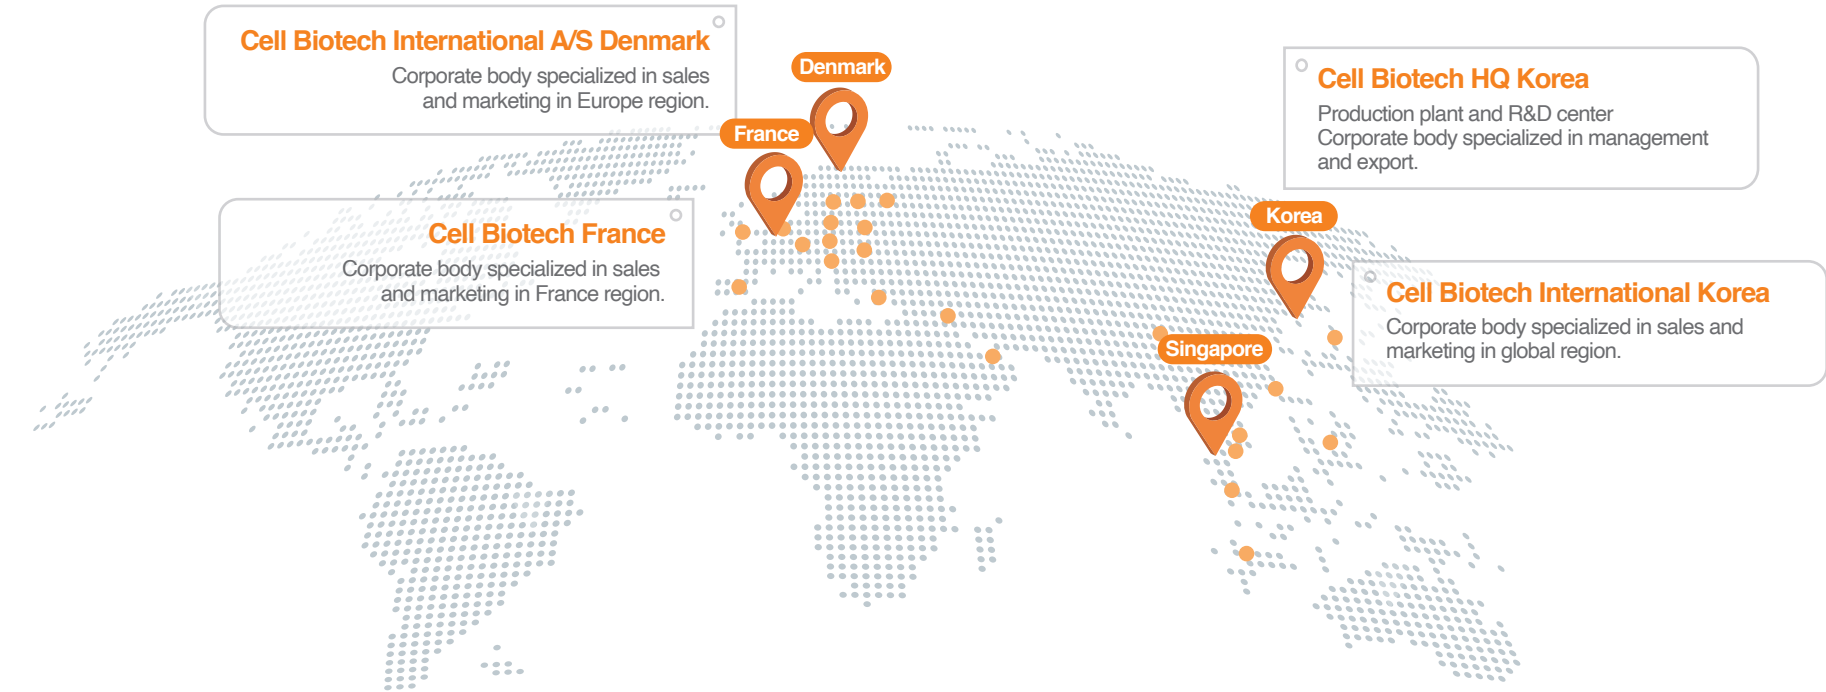 Cell Biotech International A/S Denmark
Corporate body specialized in sales
and marketing in Europe region.
Denmark
France
Cell Biotech France
Corporate body specialized in sales
and marketing in France region.
Cell Biotech HQ Korea
Production plant and R&D center
Corporate body specialized in management
and export.
Korea
Cell Biotech International Korea
Corporate body specialized in sales and
marketing in global region.
Singapore